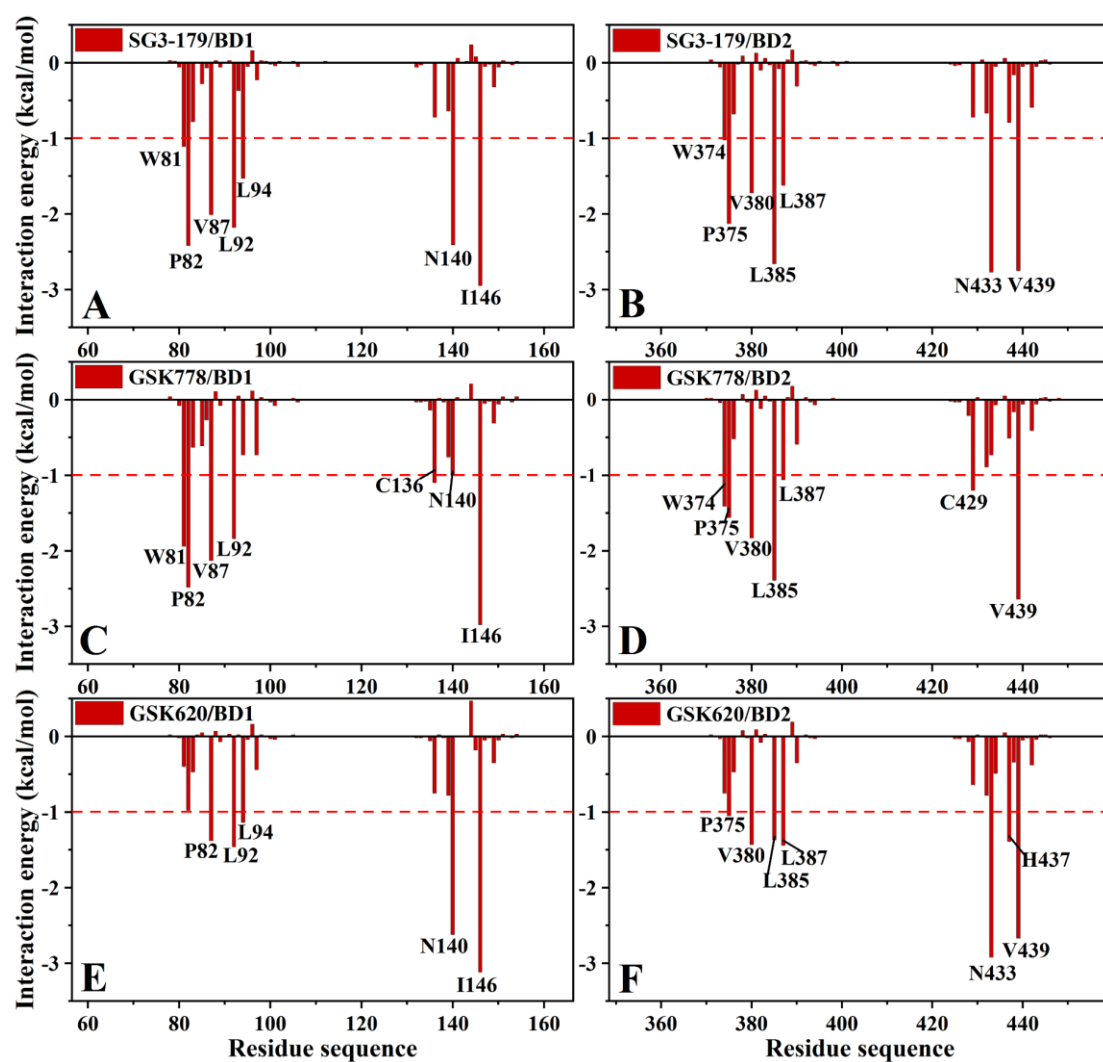 SG3-179/BD1
0
-1
-2
-3
W81
P82
V87
L92
L94
N140
I146
A
60 80 100 120 140 160
Interaction energy (kcal/mol)
SG3-179/BD2
0
-1
-2
-3
W374
P375
V380
L385
L387
N433
V439
B
360 380 400 420 440
GSK778/BD1
0
-1
-2
-3
W81
P82
V87
L92
C136
N140
I146
C
60 80 100 120 140 160
Interaction energy (kcal/mol)
GSK778/BD2
0
-1
-2
-3
W374
P375
V380
L385
L387
C429
V439
D
360 380 400 420 440
GSK620/BD1
0
-1
-2
-3
P82
L92
L94
N140
I146
E
60 80 100 120 140 160
Interaction energy (kcal/mol)
Residue sequence
GSK620/BD2
0
-1
-2
-3
P375
V380
L385
L387
H437
N433
V439
F
360 380 400 420 440
Residue sequence